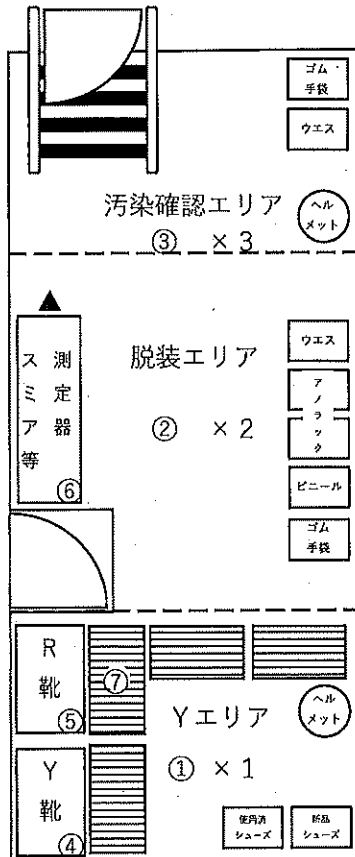 ゴム
手袋
ウエス
汚染確認エリア
ヘル
メット
③ ×3
脱装エリア
ウエス
測定器
スミア等
⑥
② ×2
アノラック
ビニール
ゴム
手袋
R
靴
⑤
⑦
Yエリア
ヘル
メット
① ×1
Y
靴
④
使用済
シューズ
新品
シューズ